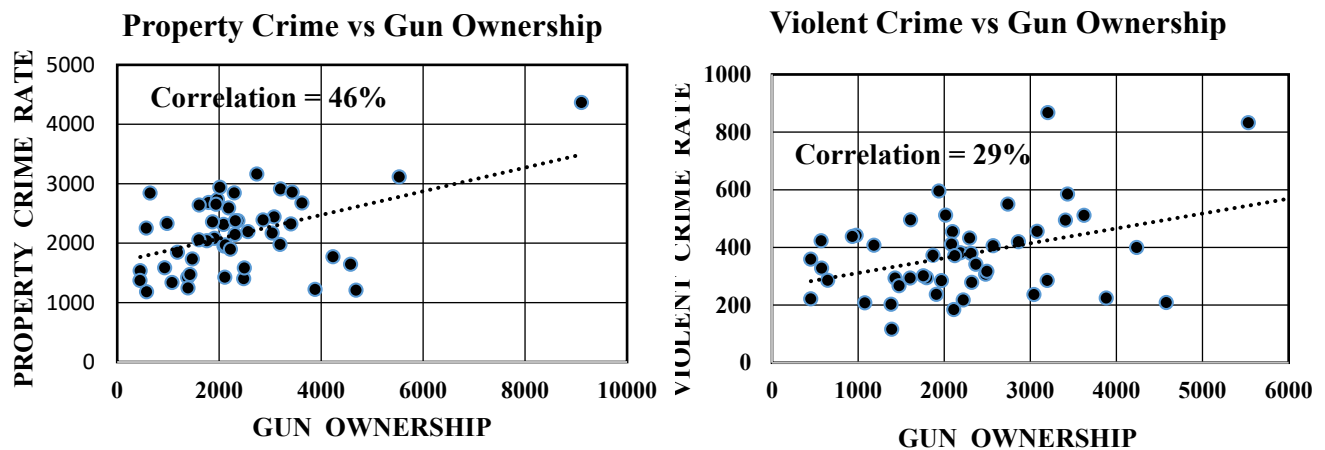 Property Crime vs Gun Ownership
Correlation = 46%
PROPERTY CRIME RATE
5000
4000
3000
2000
1000
0
0 2000 4000 6000 8000 10000
GUN OWNERSHIP
Violent Crime vs Gun Ownership
Correlation = 29%
VIOLENT CRIME RATE
1000
800
600
400
200
0
0 1000 2000 3000 4000 5000 6000
GUN OWNERSHIP